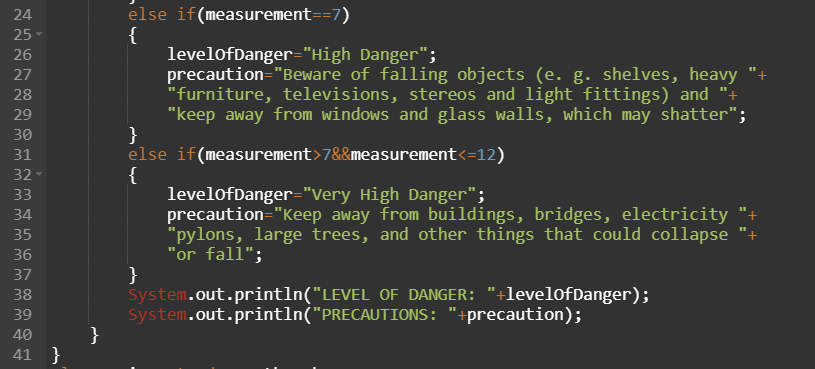 24 else if(measurement==7)
25 {
26 levelOfDanger="High Danger";
27 precaution="Beware of falling objects (e. g. shelves, heavy "+
28 "furniture, televisions, stereos and light fittings) and "+
29 "keep away from windows and glass walls, which may shatter";
30 }
31 else if(measurement>7&&measurement<=12)
32 {
33 levelOfDanger="Very High Danger";
34 precaution="Keep away from buildings, bridges, electricity "+
35 "pylons, large trees, and other things that could collapse "+
36 "or fall";
37 }
38 System.out.println("LEVEL OF DANGER: "+levelOfDanger);
39 System.out.println("PRECAUTIONS: "+precaution);
40 }
41 }